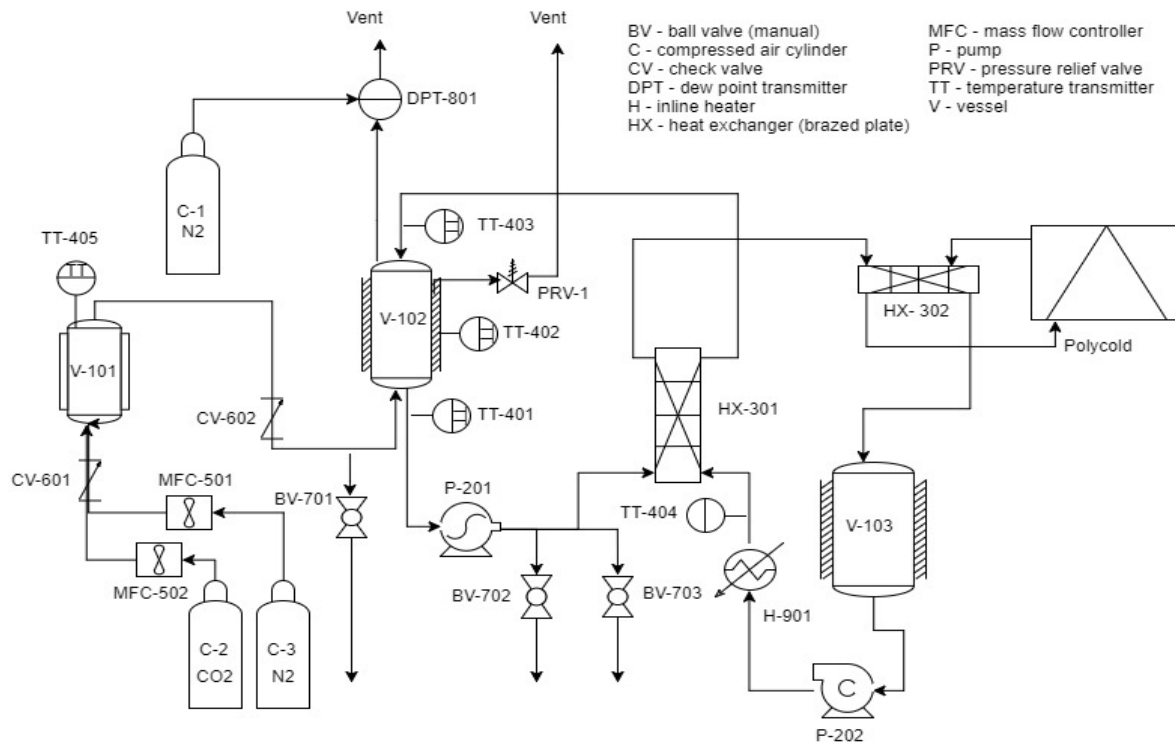 Vent
Vent
BV - ball valve (manual)
C - compressed air cylinder
CV - check valve
DPT - dew point transmitter
H - inline heater
HX - heat exchanger (brazed plate)
MFC - mass flow controller
P - pump
PRV - pressure relief valve
TT - temperature transmitter
V - vessel
DPT-801
C-1
N2
TT-403
TT-405
PRV-1
HX- 302
V-102
TT-402
Polycold
V-101
TT-401
HX-301
CV-602
CV-601
MFC-501
BV-701
P-201
TT-404
V-103
MFC-502
BV-702
BV-703
H-901
C-2
CO2
C-3
N2
C
P-202